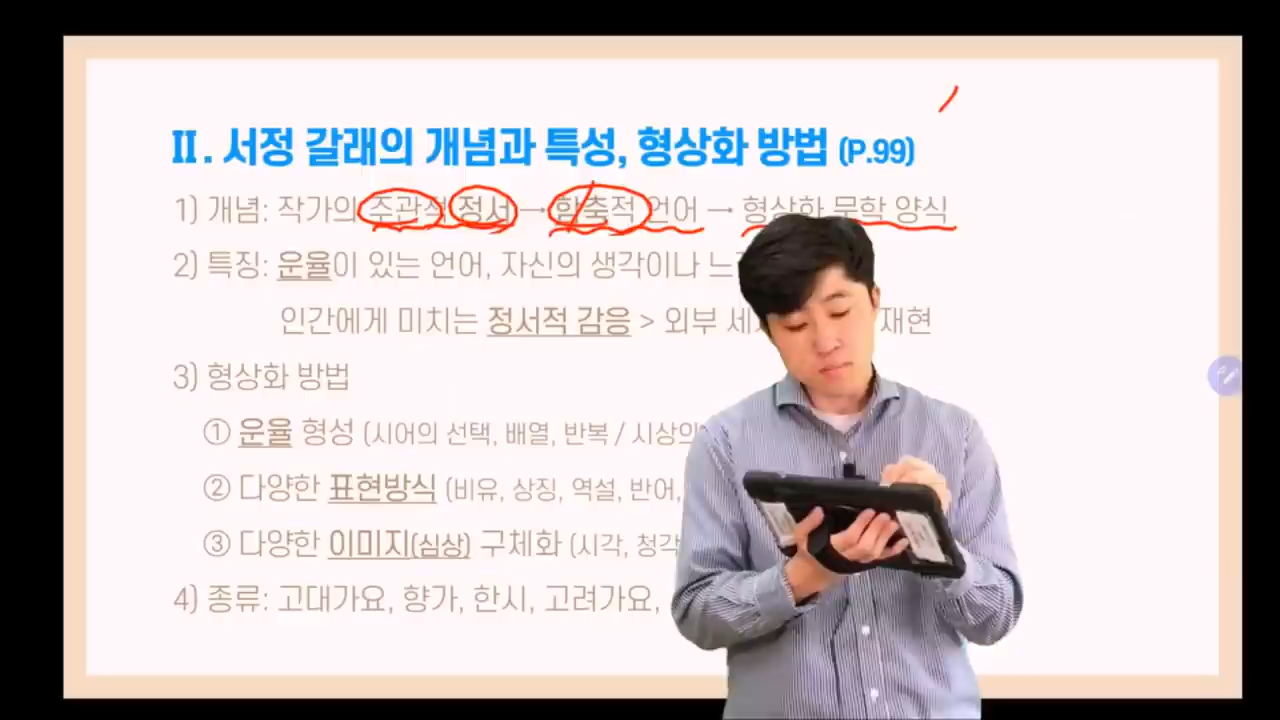 Ⅱ. 서정 갈래의 개념과 특성, 형상화 방법 (P.99)
1) 개념: 작가의 주관적 정서 → 함축적 언어 → 형상화 문학 양식
2) 특징: 운율이 있는 언어, 자신의 생각이나
인간에게 미치는 정서적 감응 > 외부 재현
3) 형상화 방법
① 운율 형성 (시어의 선택, 배열, 반복 / 시상의
② 다양한 표현방식 (비유, 상징, 역설, 반어,
③ 다양한 이미지(심상) 구체화 (시각, 청각
4) 종류: 고대가요, 향가, 한시, 고려가요,